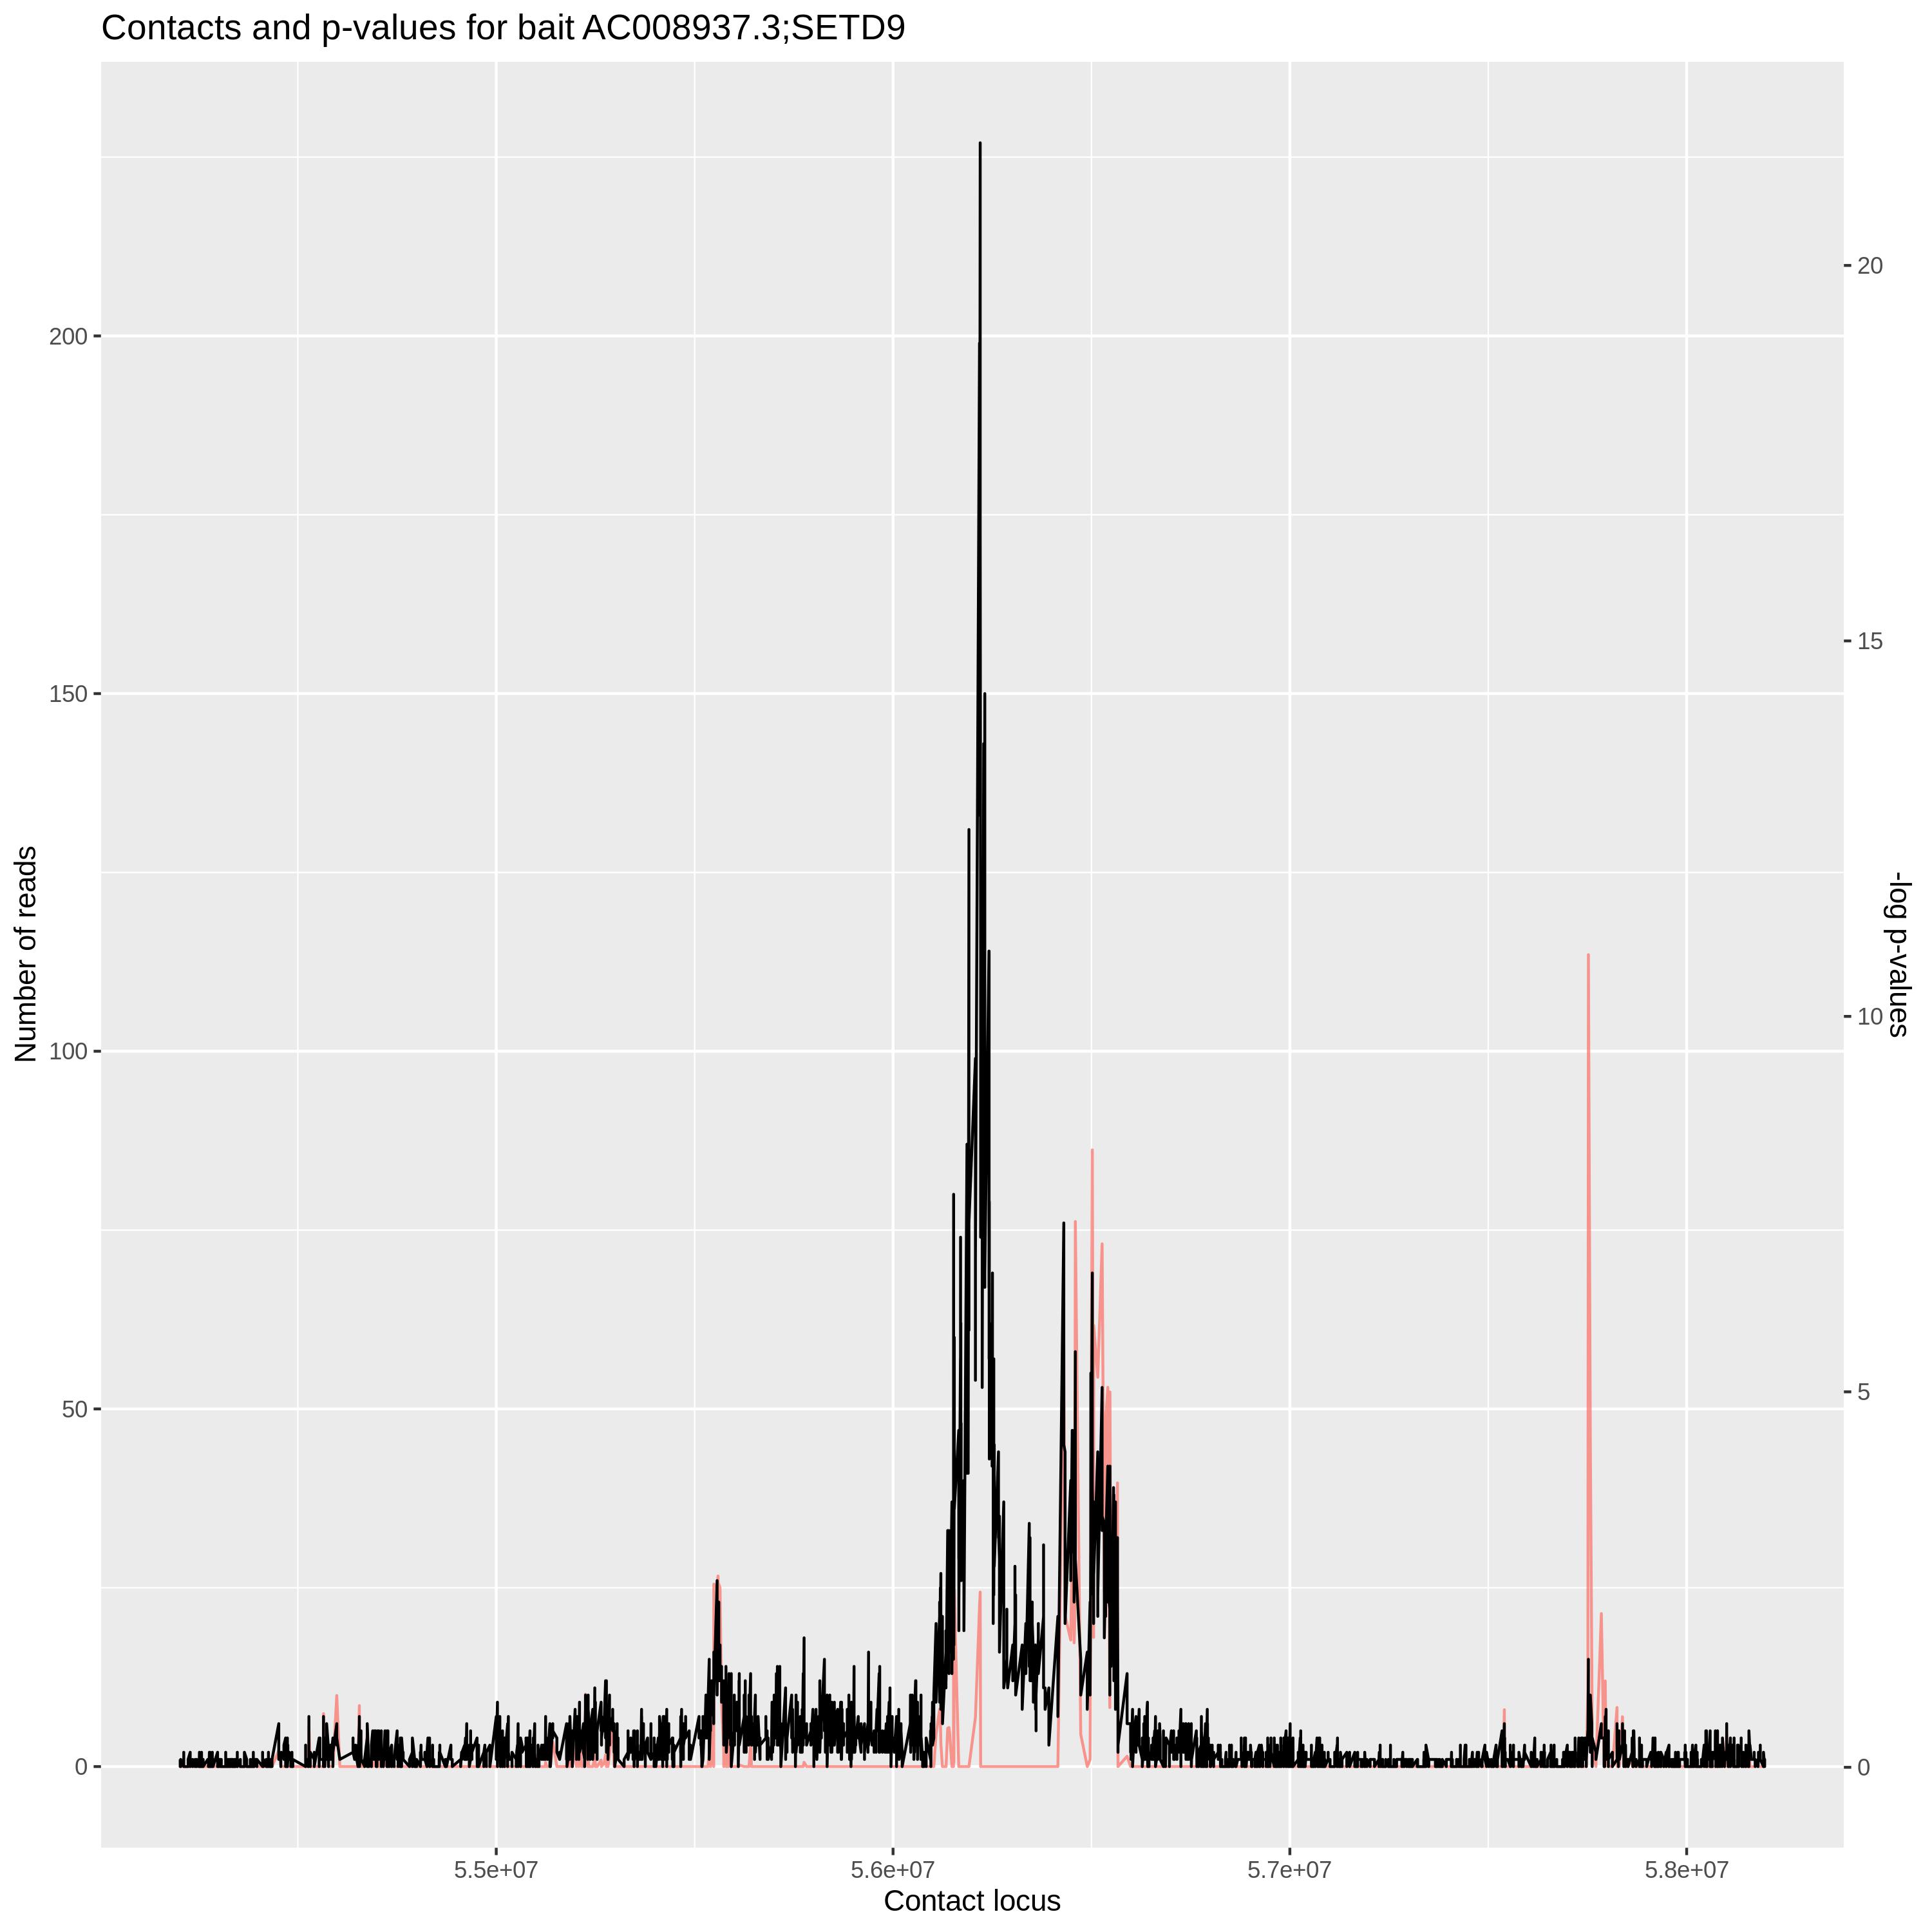 Contacts and p-values for bait AC008937.3;SETD9
Number of reads
200
150
100
50
0
20
15
10
5
0
-log p-values
5.5e+07
5.6e+07
5.7e+07
5.8e+07
Contact locus